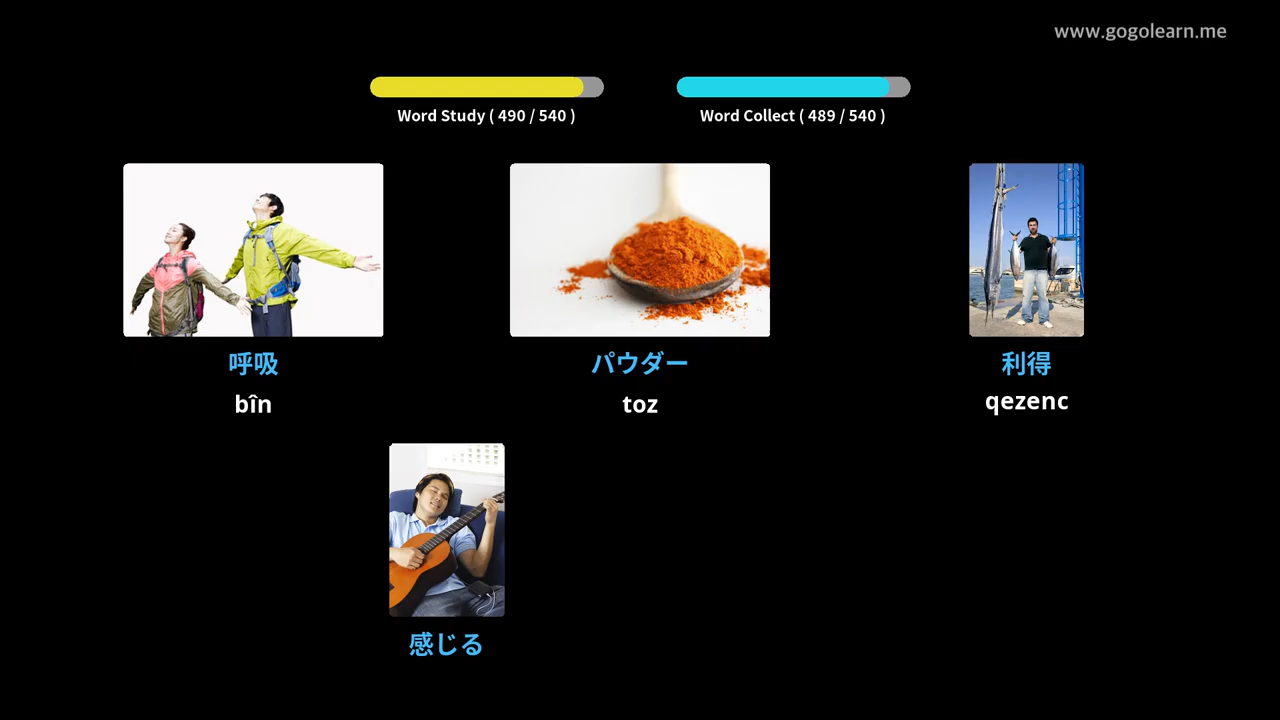 www.gogolearn.me
Word Study ( 490 / 540 )
Word Collect ( 489 / 540 )
呼吸
パウダー
利得
bîn
toz
qezenc
感じる